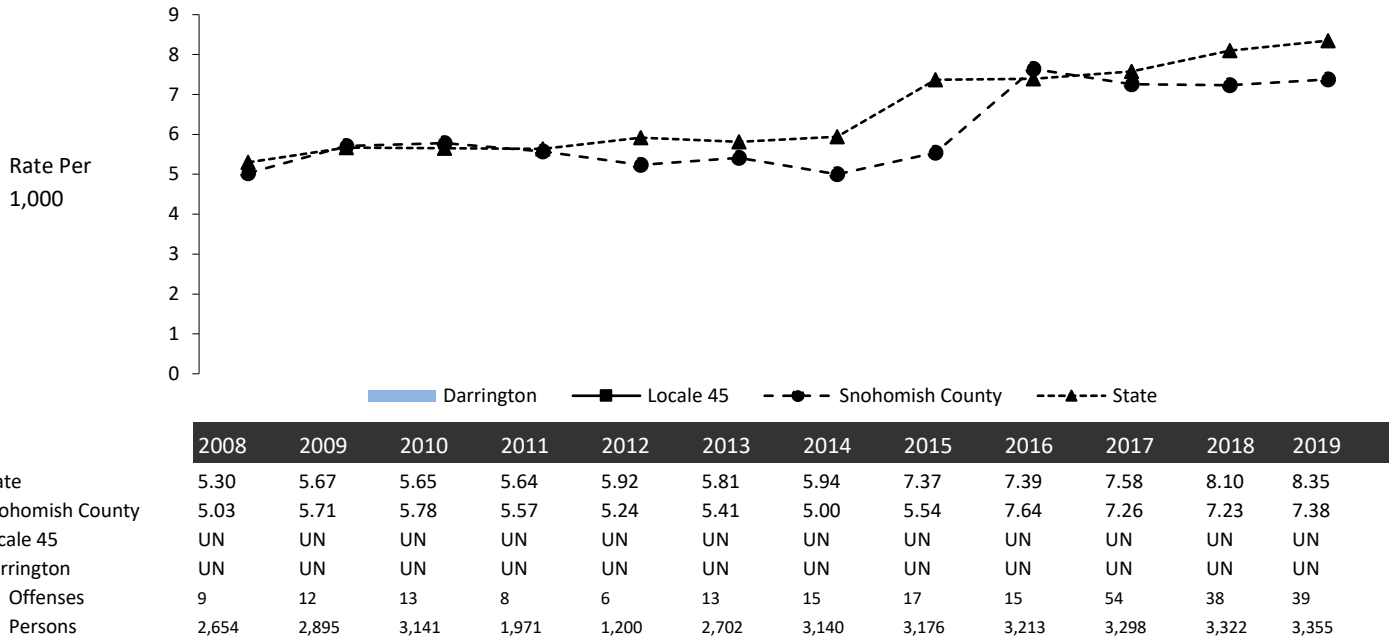 9
8
7
6
5
4
3
2
1
0
Rate Per
1,000
Darrington Locale 45 Snohomish County State
2008 2009 2010 2011 2012 2013 2014 2015 2016 2017 2018 2019
ate 5.30 5.67 5.65 5.64 5.92 5.81 5.94 7.37 7.39 7.58 8.10 8.35
ohomish County 5.03 5.71 5.78 5.57 5.24 5.41 5.00 5.54 7.64 7.26 7.23 7.38
cale 45 UN UN UN UN UN UN UN UN UN UN UN UN
rrington UN UN UN UN UN UN UN UN UN UN UN UN
Offenses 9 12 13 8 6 13 15 17 15 54 38 39
Persons 2,654 2,895 3,141 1,971 1,200 2,702 3,140 3,176 3,213 3,298 3,322 3,355